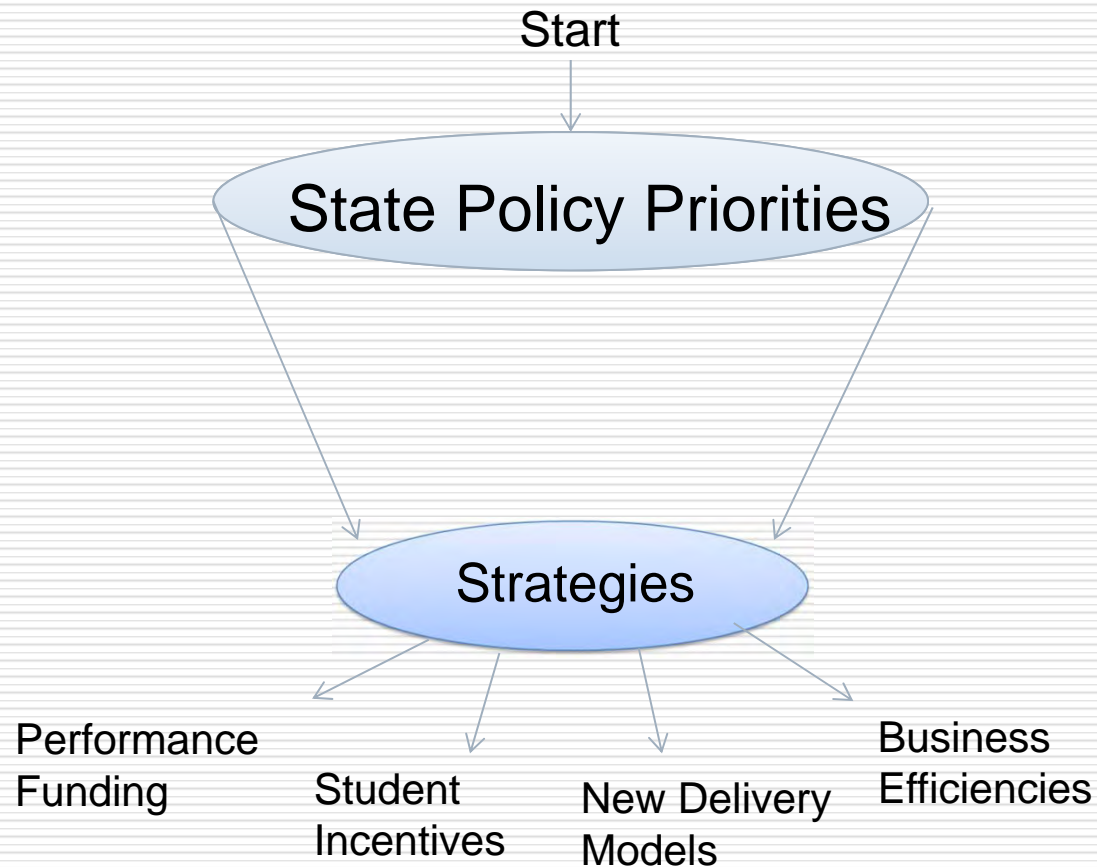 Start
State Policy Priorities
Strategies
Performance
Funding
Student
Incentives
New Delivery
Models
Business
Efficiencies